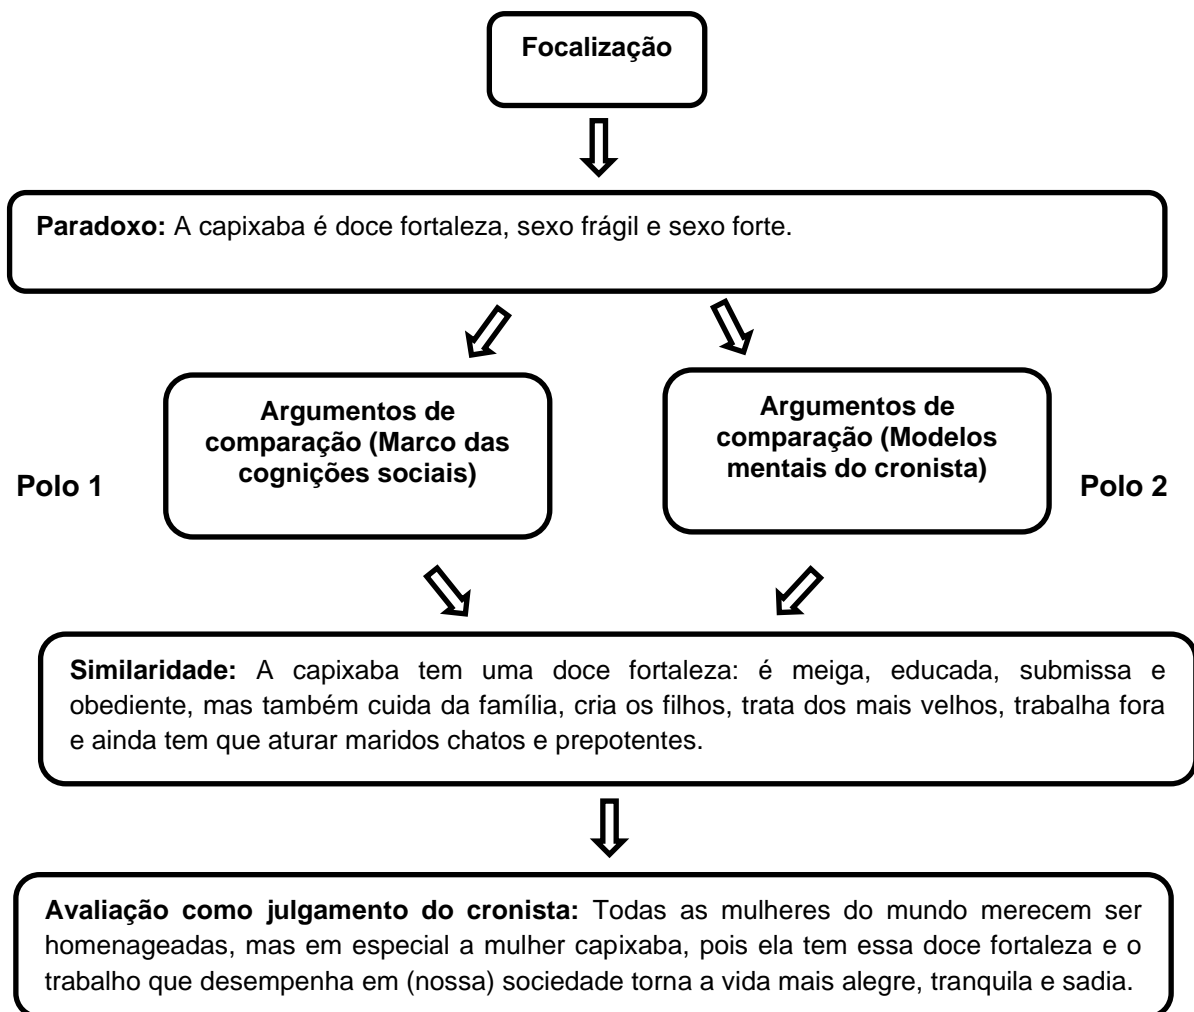 Focalização
Paradoxo: A capixaba é doce fortaleza, sexo frágil e sexo forte.
Argumentos de
comparação (Marco das
cognições sociais)
Argumentos de
comparação (Modelos
mentais do cronista)
Polo 1
Polo 2
Similaridade: A capixaba tem uma doce fortaleza: é meiga, educada, submissa e
obediente, mas também cuida da família, cria os filhos, trata dos mais velhos, trabalha fora
e ainda tem que aturar maridos chatos e prepotentes.
Avaliação como julgamento do cronista: Todas as mulheres do mundo merecem ser
homenageadas, mas em especial a mulher capixaba, pois ela tem essa doce fortaleza e o
trabalho que desempenha em (nossa) sociedade torna a vida mais alegre, tranquila e sadia.